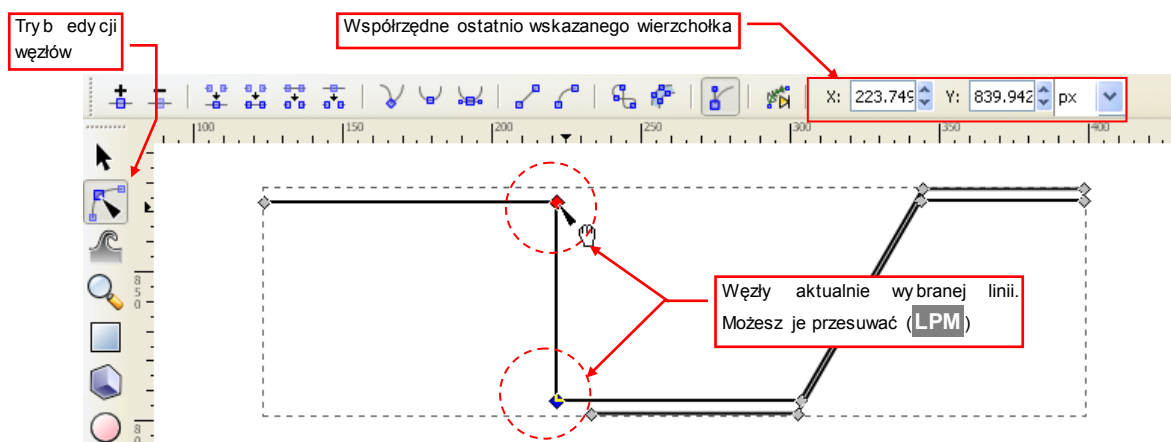 Tryb edycji
węzłów
Współrzędne ostatnio wskazanego wierzchołka
X: 223.749 Y: 839.942 px
100 150 200 250 300 350 400
850
Węzły aktualnie wybranej linii.
Możesz je przesuwać (LPM)